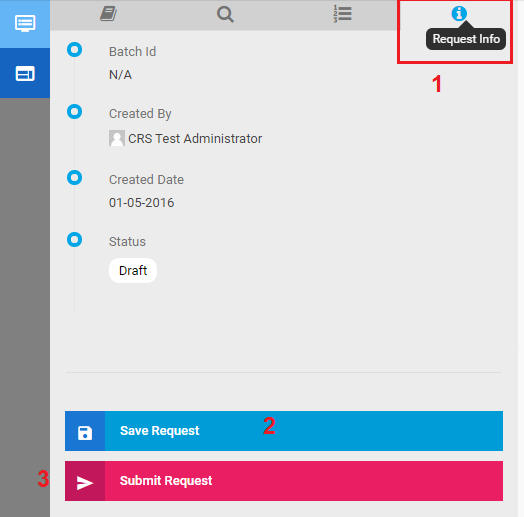 Request Info
1
Batch Id
N/A
Created By
CRS Test Administrator
Created Date
01-05-2016
Status
Draft
Save Request
2
3
Submit Request